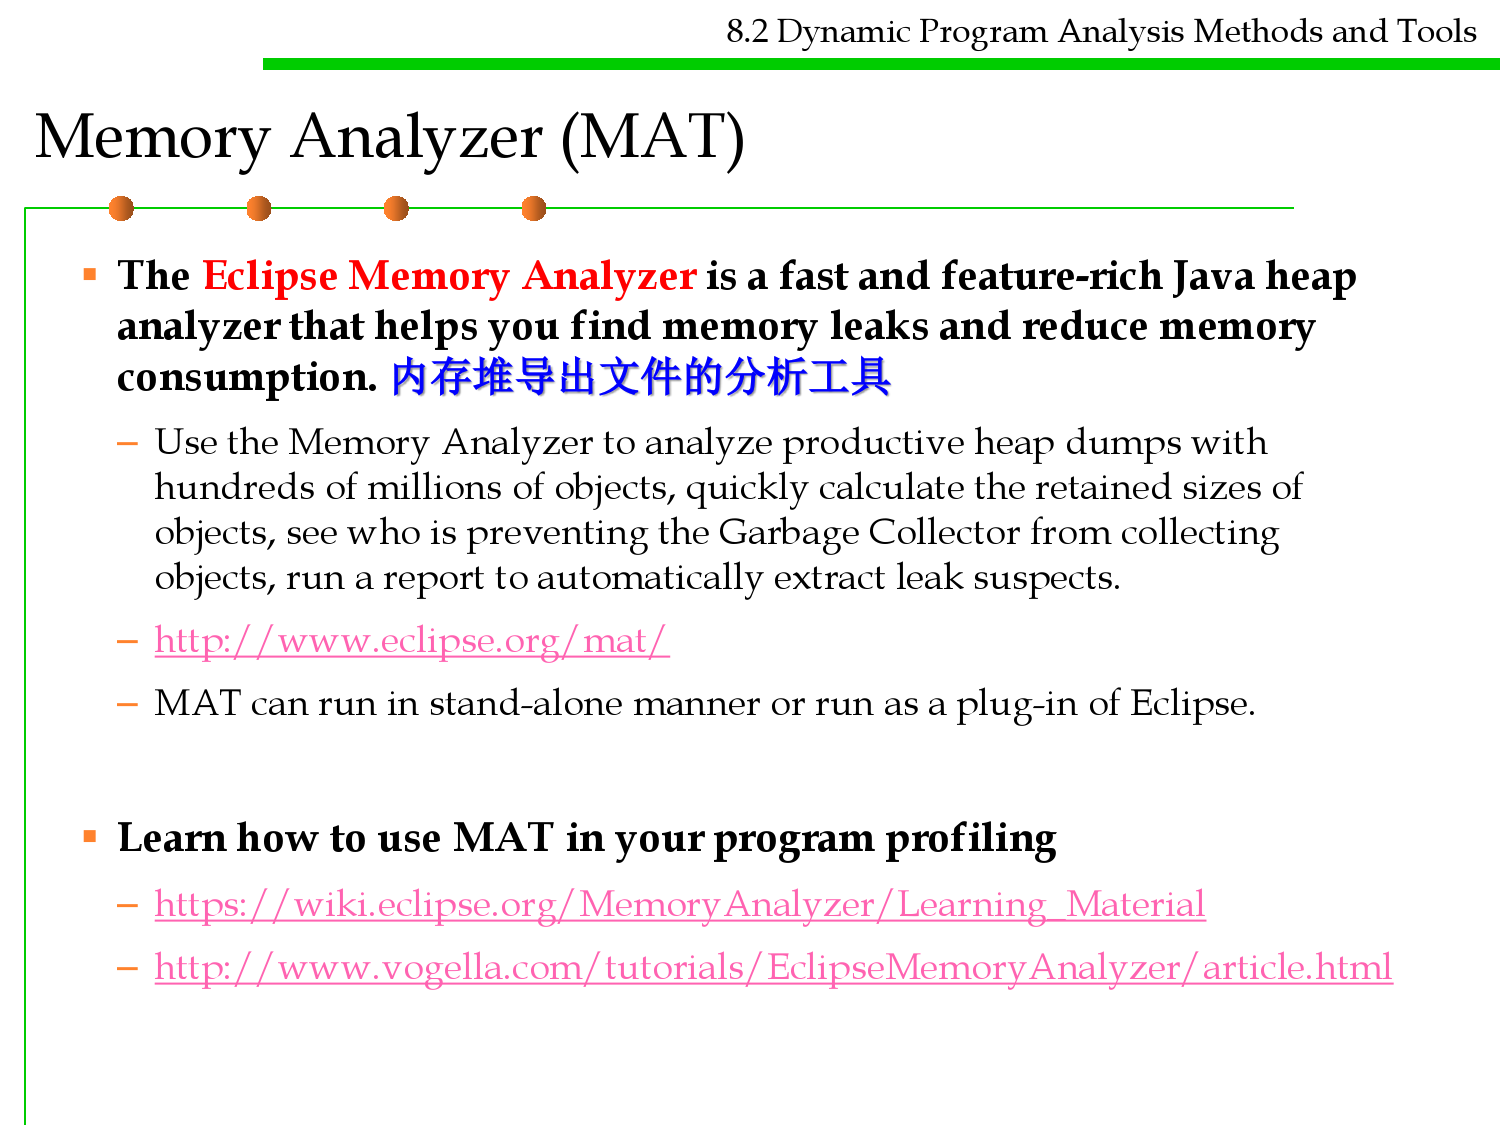 8.2 Dynamic Program Analysis Methods and Tools
Memory Analyzer (MAT)
▪ The Eclipse Memory Analyzer is a fast and feature-rich Java heap
analyzer that helps you find memory leaks and reduce memory
consumption. 内存堆导出文件的分析工具
– Use the Memory Analyzer to analyze productive heap dumps with
hundreds of millions of objects, quickly calculate the retained sizes of
objects, see who is preventing the Garbage Collector from collecting
objects, run a report to automatically extract leak suspects.
– http://www.eclipse.org/mat/
– MAT can run in stand-alone manner or run as a plug-in of Eclipse.
▪ Learn how to use MAT in your program profiling
– https://wiki.eclipse.org/MemoryAnalyzer/Learning_Material
– http://www.vogella.com/tutorials/EclipseMemoryAnalyzer/article.html